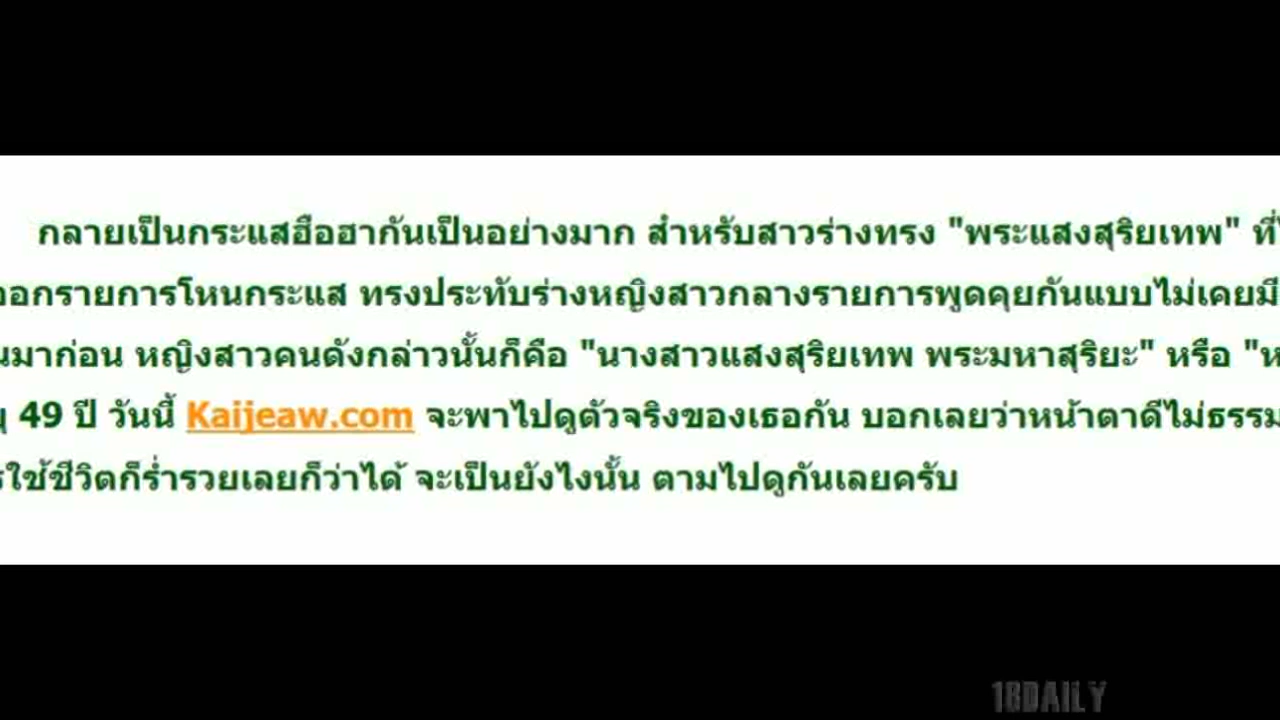 กลายเป็นกระแสฮือฮากันเป็นอย่างมาก สำหรับสาวร่างทรง "พระแสงสุริยเทพ" ที่
ออกรายการโหนกระแส ทรงประทับร่างหญิงสาวกลางรายการพูดคุยกันแบบไม่เคยมี
มาก่อน หญิงสาวคนดังกล่าวนั้นก็คือ "นางสาวแสงสุริยเทพ พระมหาสุริยะ" หรือ
49 ปี วันนี้ Kaijeaw.com จะพาไปดูตัวจริงของเธอกัน บอกเลยว่าหน้าตาดีไม่ธรรม
ใช้ชีวิตก็ร่ำรวยเลยก็ว่าได้ จะเป็นยังไงนั้น ตามไปดูกันเลยครับ
18DAILY